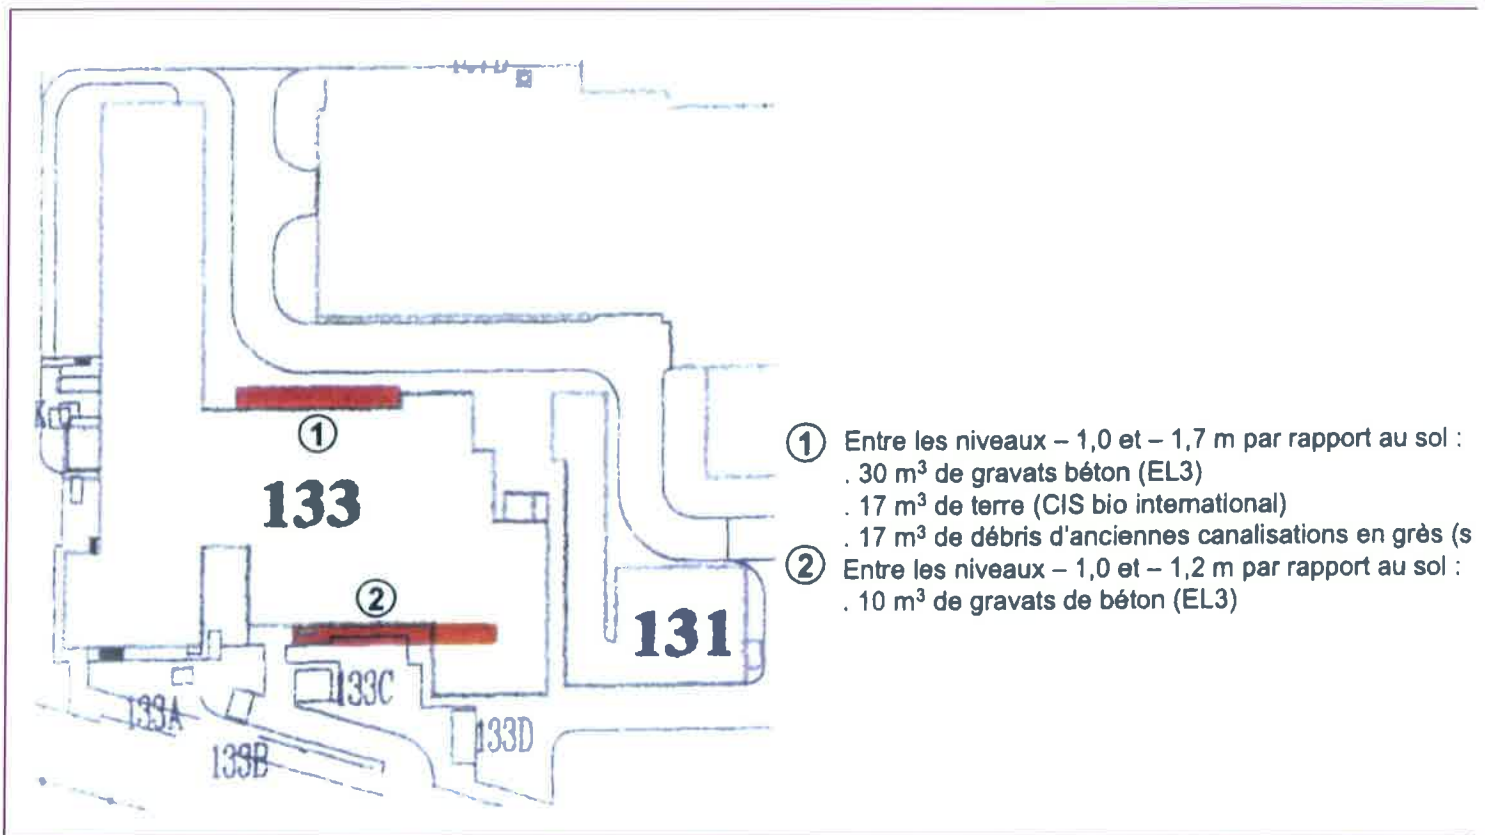 ①
133
②
131
133A
133B
133C
133D
① Entre les niveaux – 1,0 et – 1,7 m par rapport au sol :
. 30 m³ de gravats béton (EL3)
. 17 m³ de terre (CIS bio international)
. 17 m³ de débris d'anciennes canalisations en grès (s
② Entre les niveaux – 1,0 et – 1,2 m par rapport au sol :
. 10 m³ de gravats de béton (EL3)